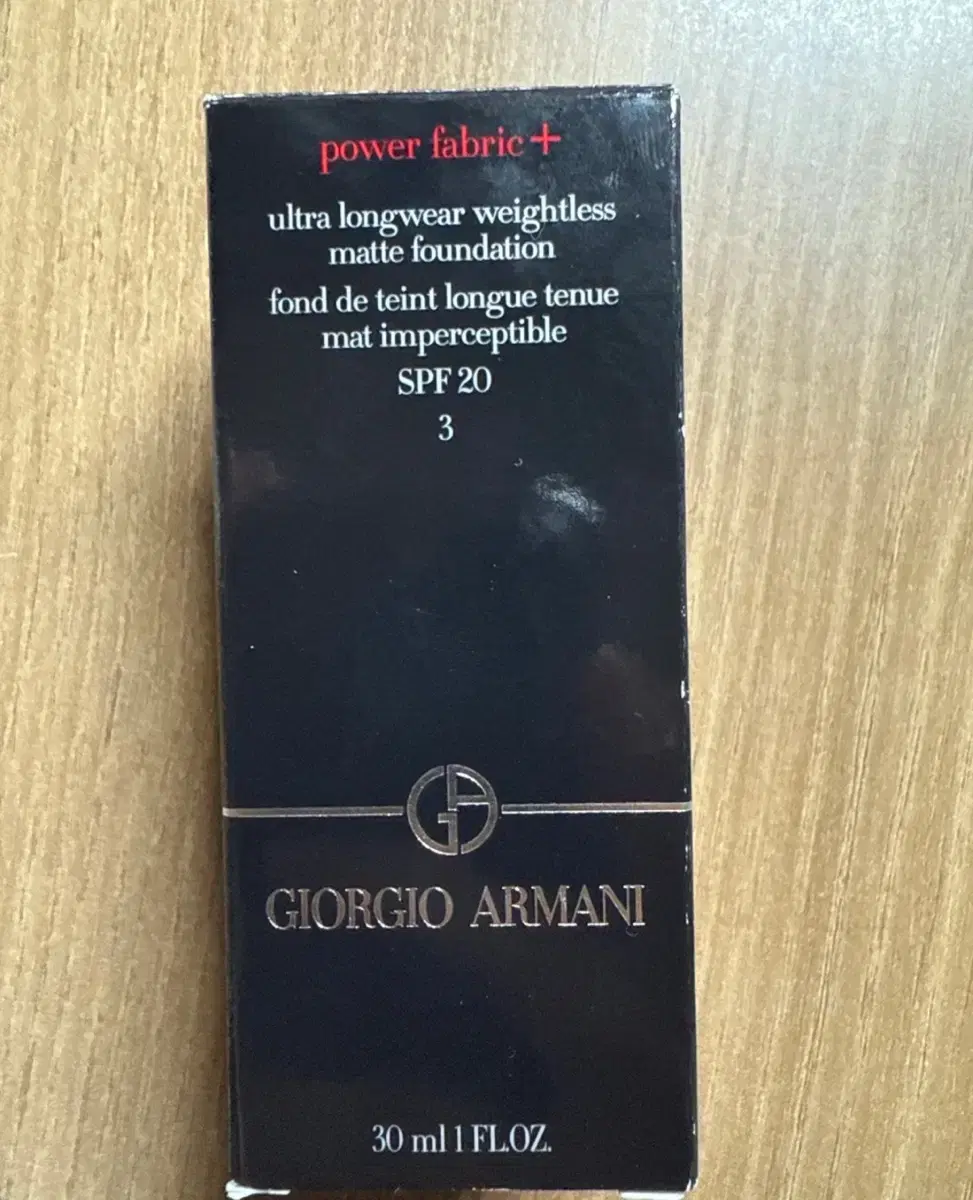 power fabric +
ultra longwear weightless
matte foundation
fond de teint longue tenue
mat imperceptible
SPF 20
3
GA
GIORGIO ARMANI
30 ml 1 FL.OZ.